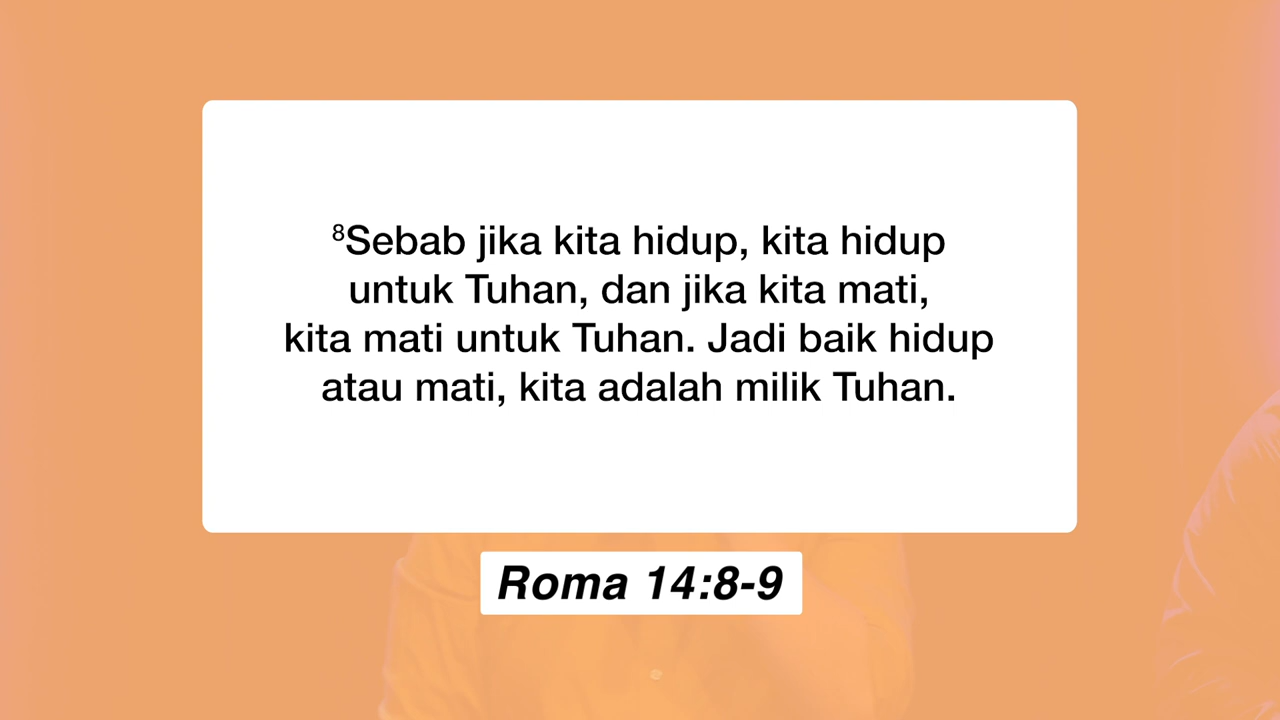 ⁸Sebab jika kita hidup, kita hidup
untuk Tuhan, dan jika kita mati,
kita mati untuk Tuhan. Jadi baik hidup
atau mati, kita adalah milik Tuhan.
Roma 14:8-9